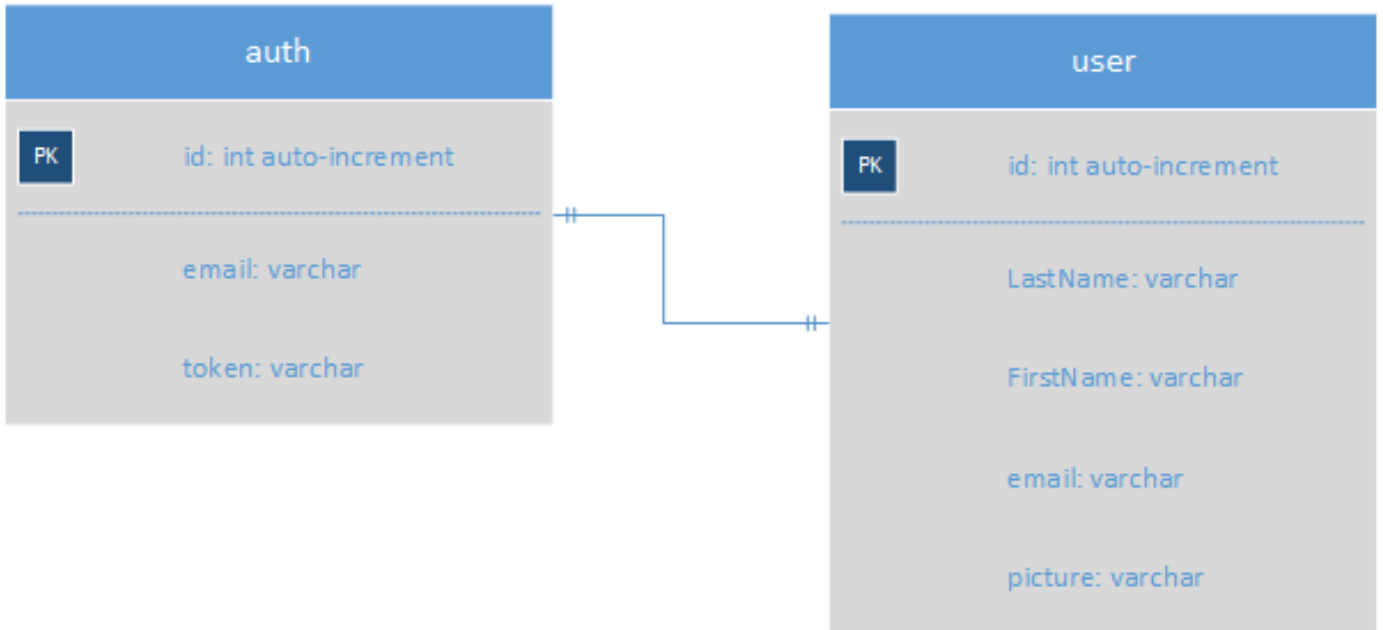 auth
PK
id: int auto-increment
email: varchar
token: varchar
user
PK
id: int auto-increment
LastName: varchar
FirstName: varchar
email: varchar
picture: varchar